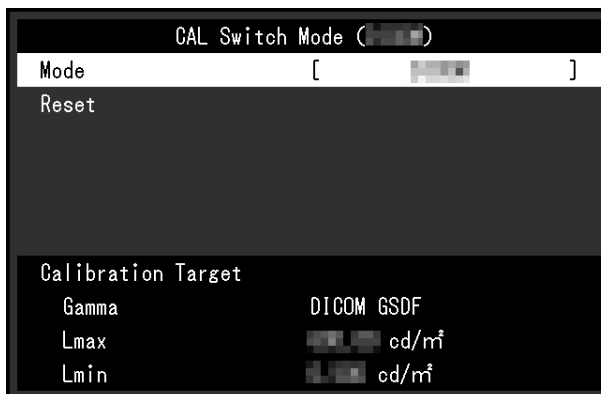 CAL Switch Mode ( )
Mode [ ]
Reset
Calibration Target
Gamma DICOM GSDF
Lmax cd/㎡
Lmin cd/㎡